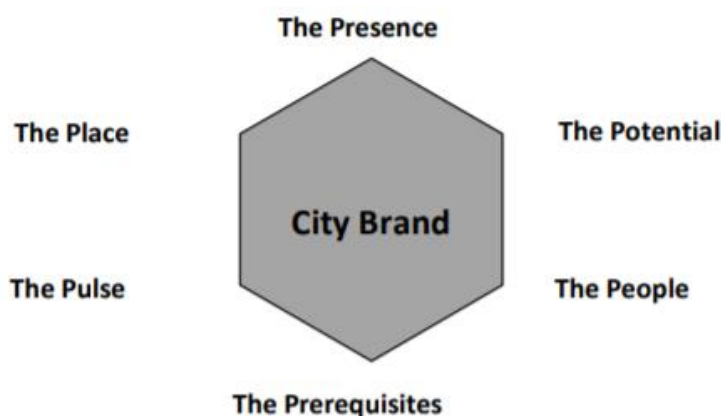 The Presence
The Place
The Potential
City Brand
The Pulse
The People
The Prerequisites